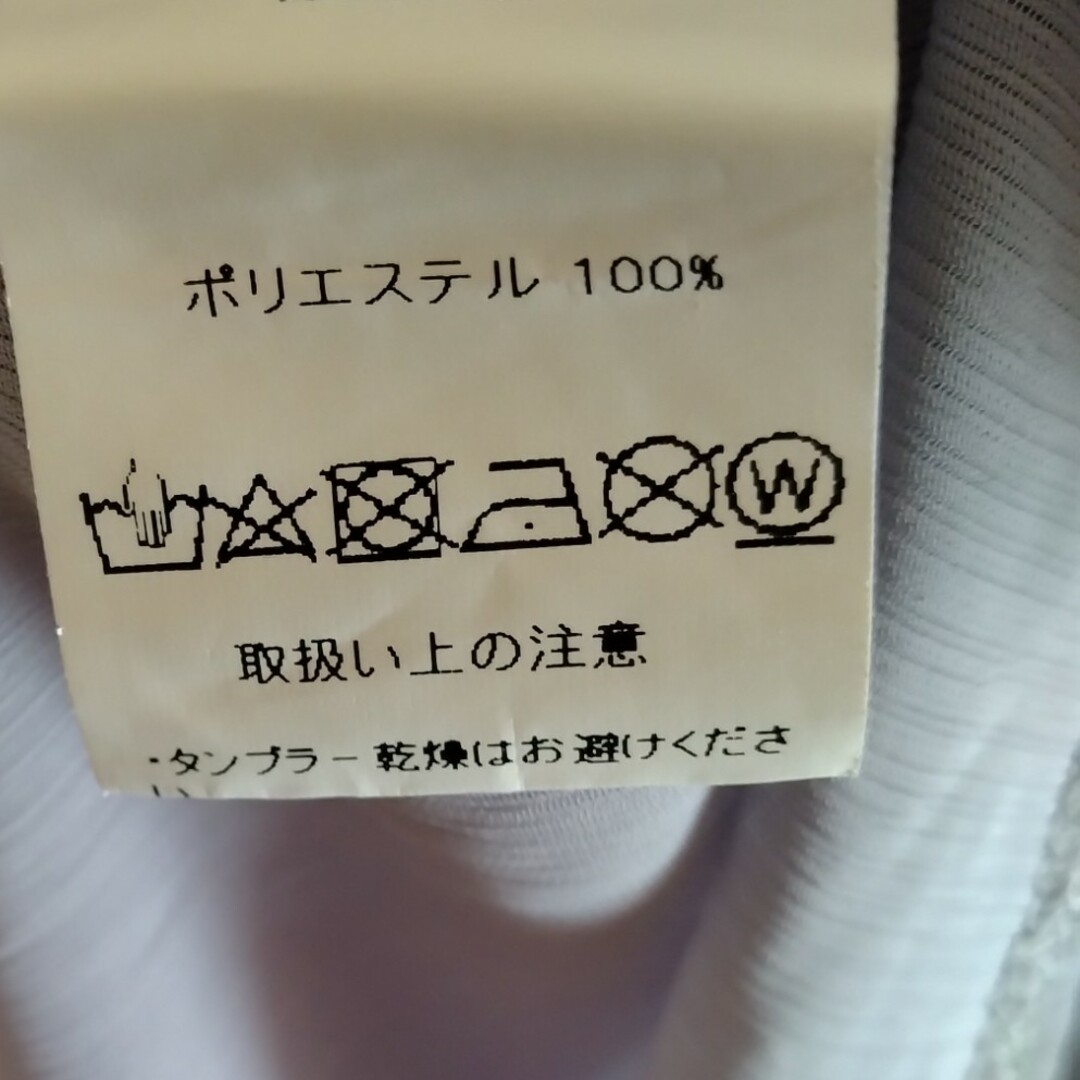 ポリエステル 100%
W
取扱い上の注意
・タンブラー乾燥はお避けくださ
い